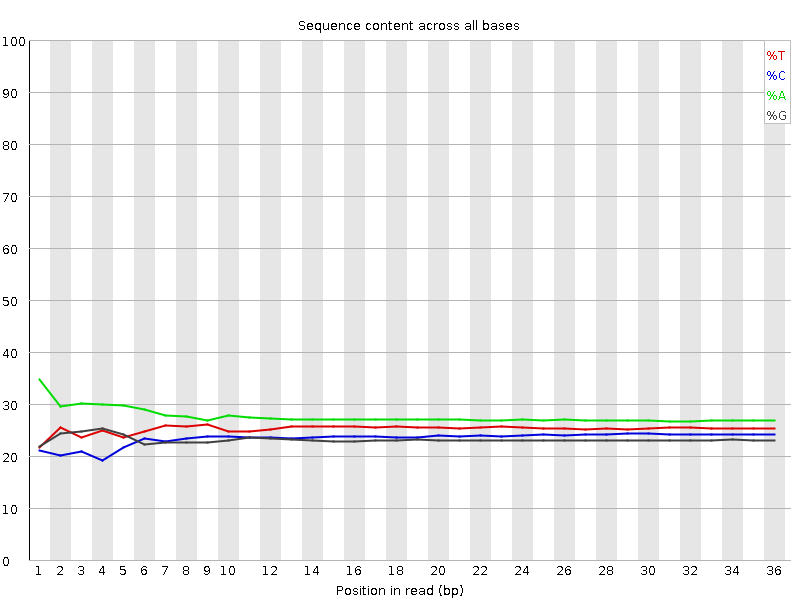 Sequence content across all bases
100
90
80
70
60
50
40
30
20
10
0
%T
%C
%A
%G
1 2 3 4 5 6 7 8 9 10 12 14 16 18 20 22 24 26 28 30 32 34 36
Position in read (bp)